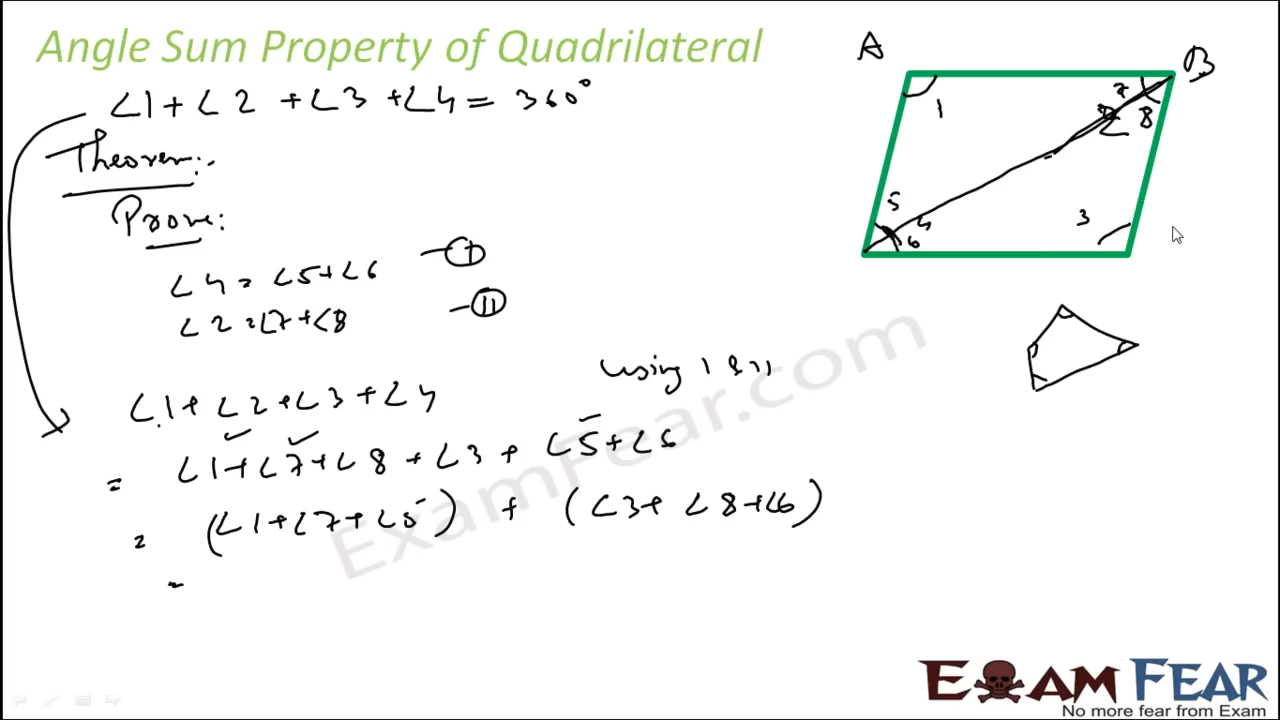 Angle Sum Property of Quadrilateral
∠1+∠2+∠3+∠4=360°
Theorem:-
Prove:
∠4=∠5+∠6 -Ⓘ
∠2=∠7+∠8 -Ⓘⓘ
using I & II
∠1+∠2+∠3+∠4
=∠1+∠7+∠8+∠3+∠5+∠6
=(∠1+∠7+∠5)+(∠3+∠8+∠6)
=
A
B
1
7
8
5
4
6
3
ExamFear.com
EXAM FEAR
No more fear from Exam